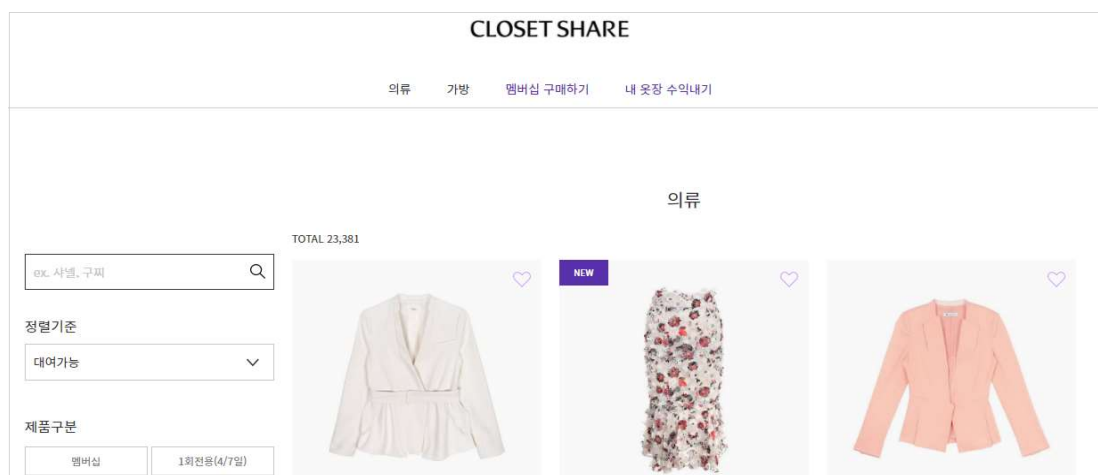 CLOSET SHARE
의류 가방 멤버십 구매하기 내 옷장 수익내기
의류
TOTAL 23,381
ex. 샤넬, 구찌
정렬기준
대여가능
제품구분
멤버십 1회전용(4/7일)
NEW